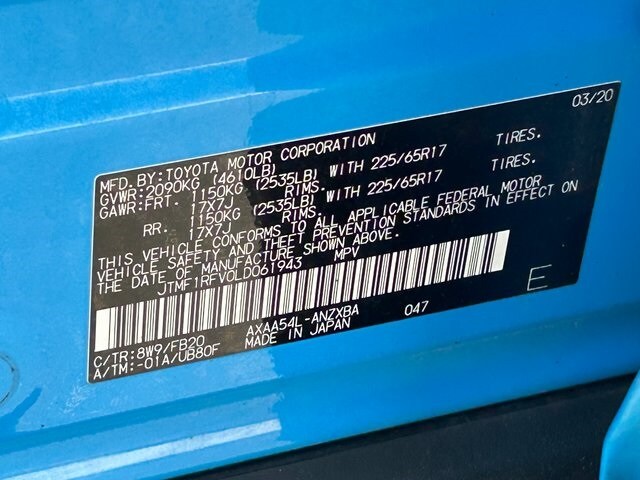 03/20
MFD.BY:TOYOTA MOTOR CORPORATION
GVWR:2090KG (4610LB)
GAWR:FRT. 1150KG (2535LB) WITH 225/65R17 TIRES.
17X7J RIMS.
RR. 1150KG (2535LB) WITH 225/65R17 TIRES.
17X7J RIMS.
THIS VEHICLE CONFORMS TO ALL APPLICABLE FEDERAL MOTOR
VEHICLE SAFETY AND THEFT PREVENTION STANDARDS IN EFFECT ON
THE DATE OF MANUFACTURE SHOWN ABOVE.
JTMF1RFV0LD061943 MPV
C/TR:8W9/FB20 AXAA54L-ANZXBA 047
A/TM:-01A/UB80F MADE IN JAPAN
E